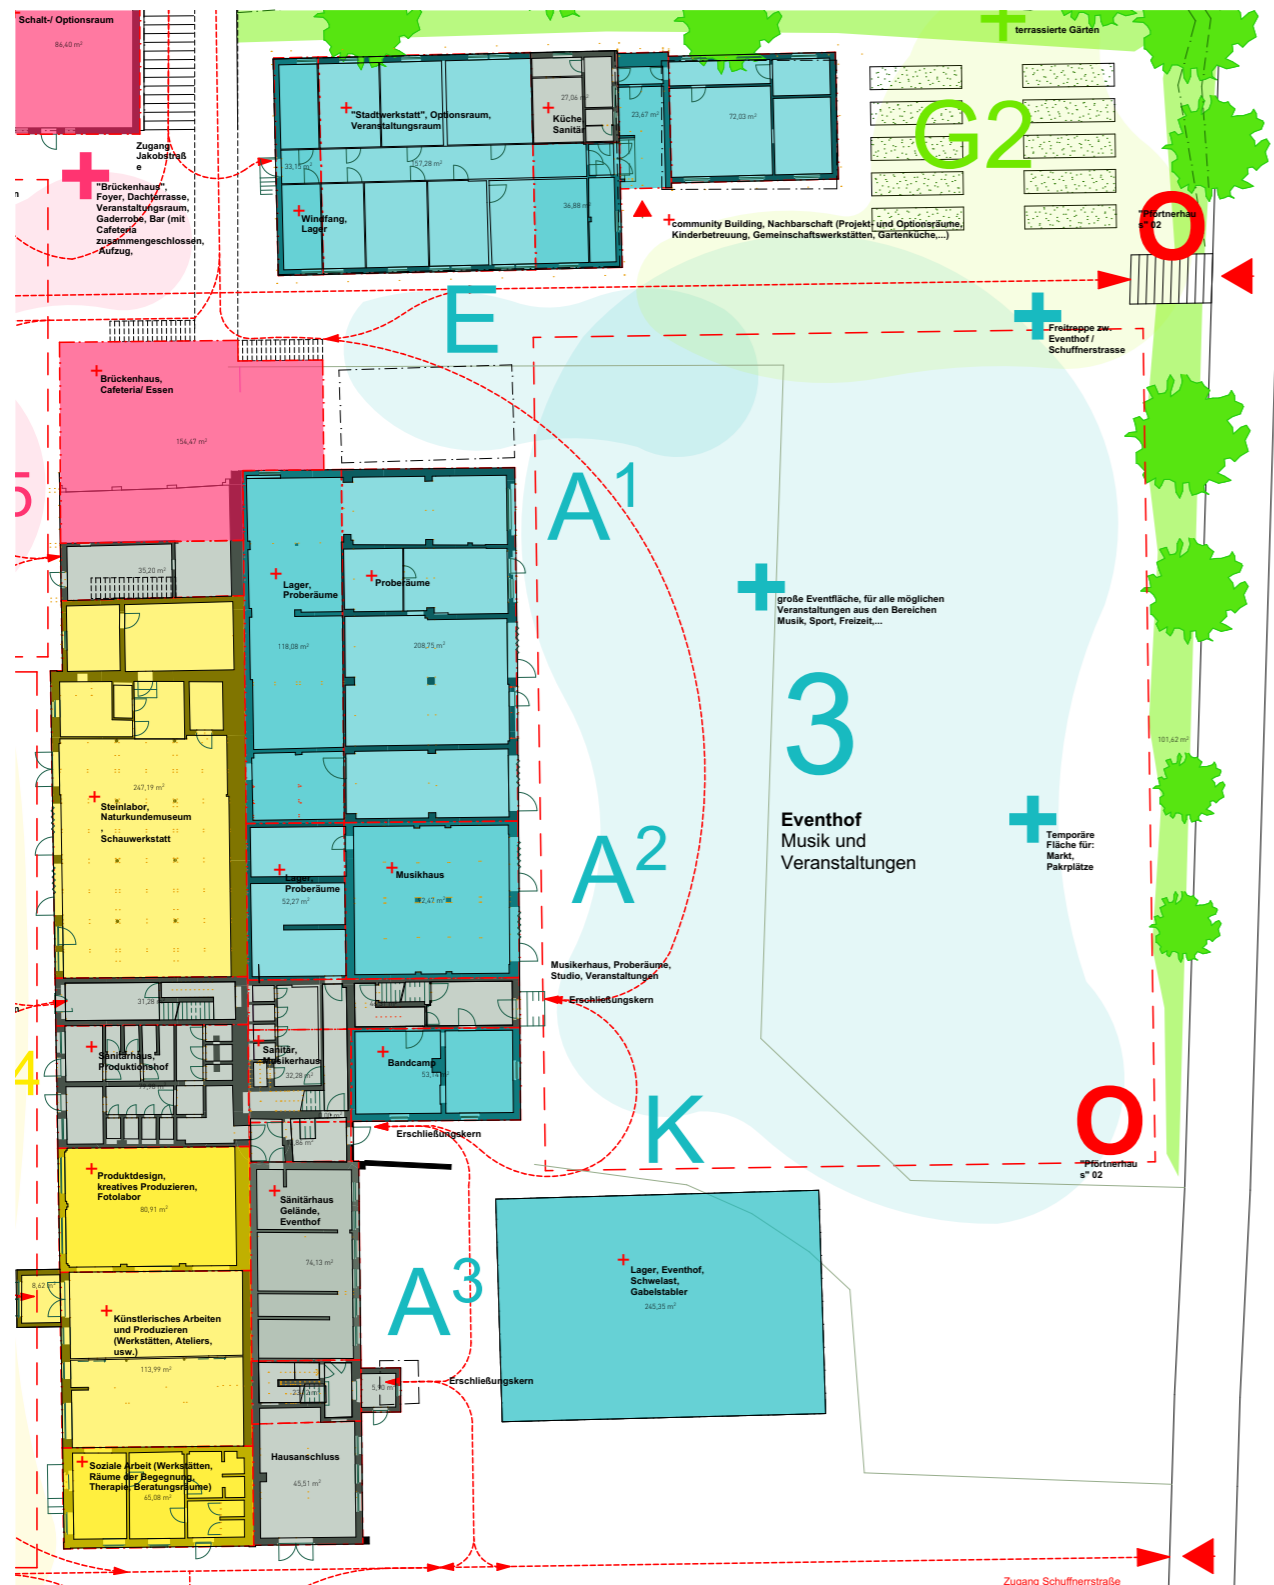 Schalt-/ Optionsraum
86,40 m²
terrassierte Gärten
"Stadtwerkstatt", Optionsraum,
Veranstaltungsraum
27,06 m²
Küche,
Sanitär
23,67 m²
72,03 m²
G2
Zugang
Jakobstraß
e
33,15 m²
157,28 m²
"Brückenhaus",
Foyer, Dachterrasse,
Veranstaltungsraum,
Gaderrobe, Bar (mit
Cafeteria
zusammengeschlossen,
Aufzug,
Windfang,
Lager
36,88 m²
community Building, Nachbarschaft (Projekt- und Optionsräume,
Kinderbetreuung, Gemeinschaftswerkstätten, Gartenküche,...)
"Pförtnerhau
s" 02
O
E
Freitreppe zw.
Eventhof /
Schuffnerstrasse
Brückenhaus,
Cafeteria/ Essen
154,47 m²
5
A1
35,20 m²
Lager,
Proberäume
Proberäume
große Eventfläche, für alle möglichen
Veranstaltungen aus den Bereichen
Musik, Sport, Freizeit,...
118,08 m²
208,75 m²
3
101,62 m²
247,19 m²
Steinlabor,
Naturkundemuseum
,
Schauwerkstatt
Eventhof
Musik und
Veranstaltungen
Temporäre
Fläche für:
Markt,
Pakrplätze
A2
Lager,
Proberäume
52,27 m²
Musikhaus
Musikerhaus, Proberäume,
Studio, Veranstaltungen
31,28 m²
Erschließungskern
Sanitärhaus,
Produktionshof
Sanitär,
Musikerhaus
32,28 m²
Bandcamp
4
K
O
Erschließungskern
"Pförtnerhau
s" 02
Produktdesign,
kreatives Produzieren,
Fotolabor
80,91 m²
Sänitärhaus
Gelände,
Eventhof
74,13 m²
A3
Lager, Eventhof,
Schwelast,
Gabelstabler
245,35 m²
8,62 m²
Künstlerisches Arbeiten
und Produzieren
(Werkstätten, Ateliers,
usw.)
113,99 m²
Erschließungskern
Hausanschluss
45,51 m²
Soziale Arbeit (Werkstätten,
Räume der Begegnung,
Therapie, Beratungsräume)
65,08 m²
Zugang Schuffnerrstraße